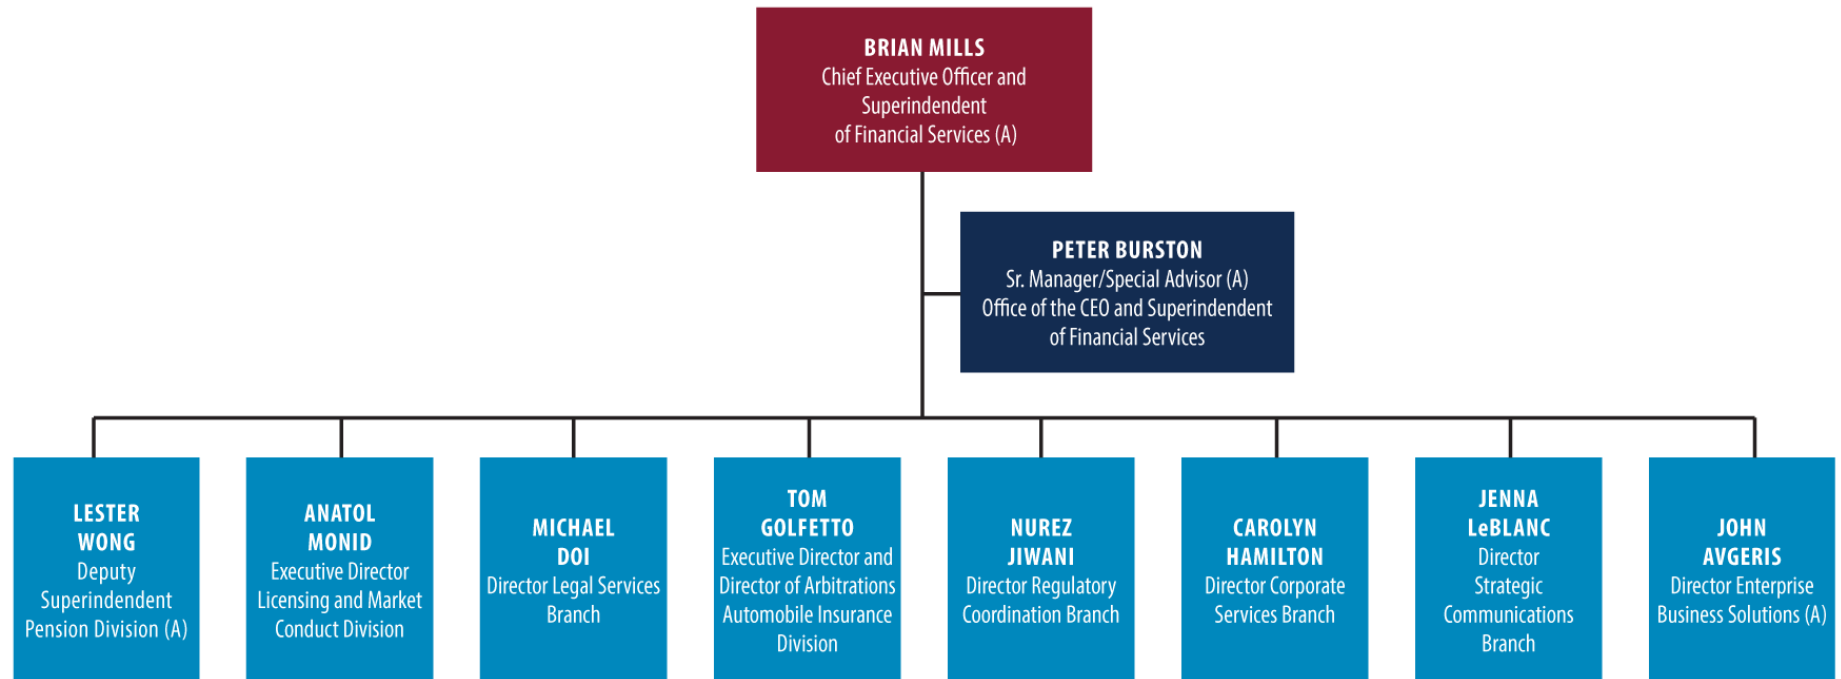 BRIAN MILLS
Chief Executive Officer and
Superindendent
of Financial Services (A)
PETER BURSTON
Sr. Manager/Special Advisor (A)
Office of the CEO and Superindendent
of Financial Services
LESTER
WONG
Deputy
Superindendent
Pension Division (A)
ANATOL
MONID
Executive Director
Licensing and Market
Conduct Division
MICHAEL
DOI
Director Legal Services
Branch
TOM
GOLFETTO
Executive Director and
Director of Arbitrations
Automobile Insurance
Division
NUREZ
JIWANI
Director Regulatory
Coordination Branch
CAROLYN
HAMILTON
Director Corporate
Services Branch
JENNA
LeBLANC
Director
Strategic
Communications
Branch
JOHN
AVGERIS
Director Enterprise
Business Solutions (A)